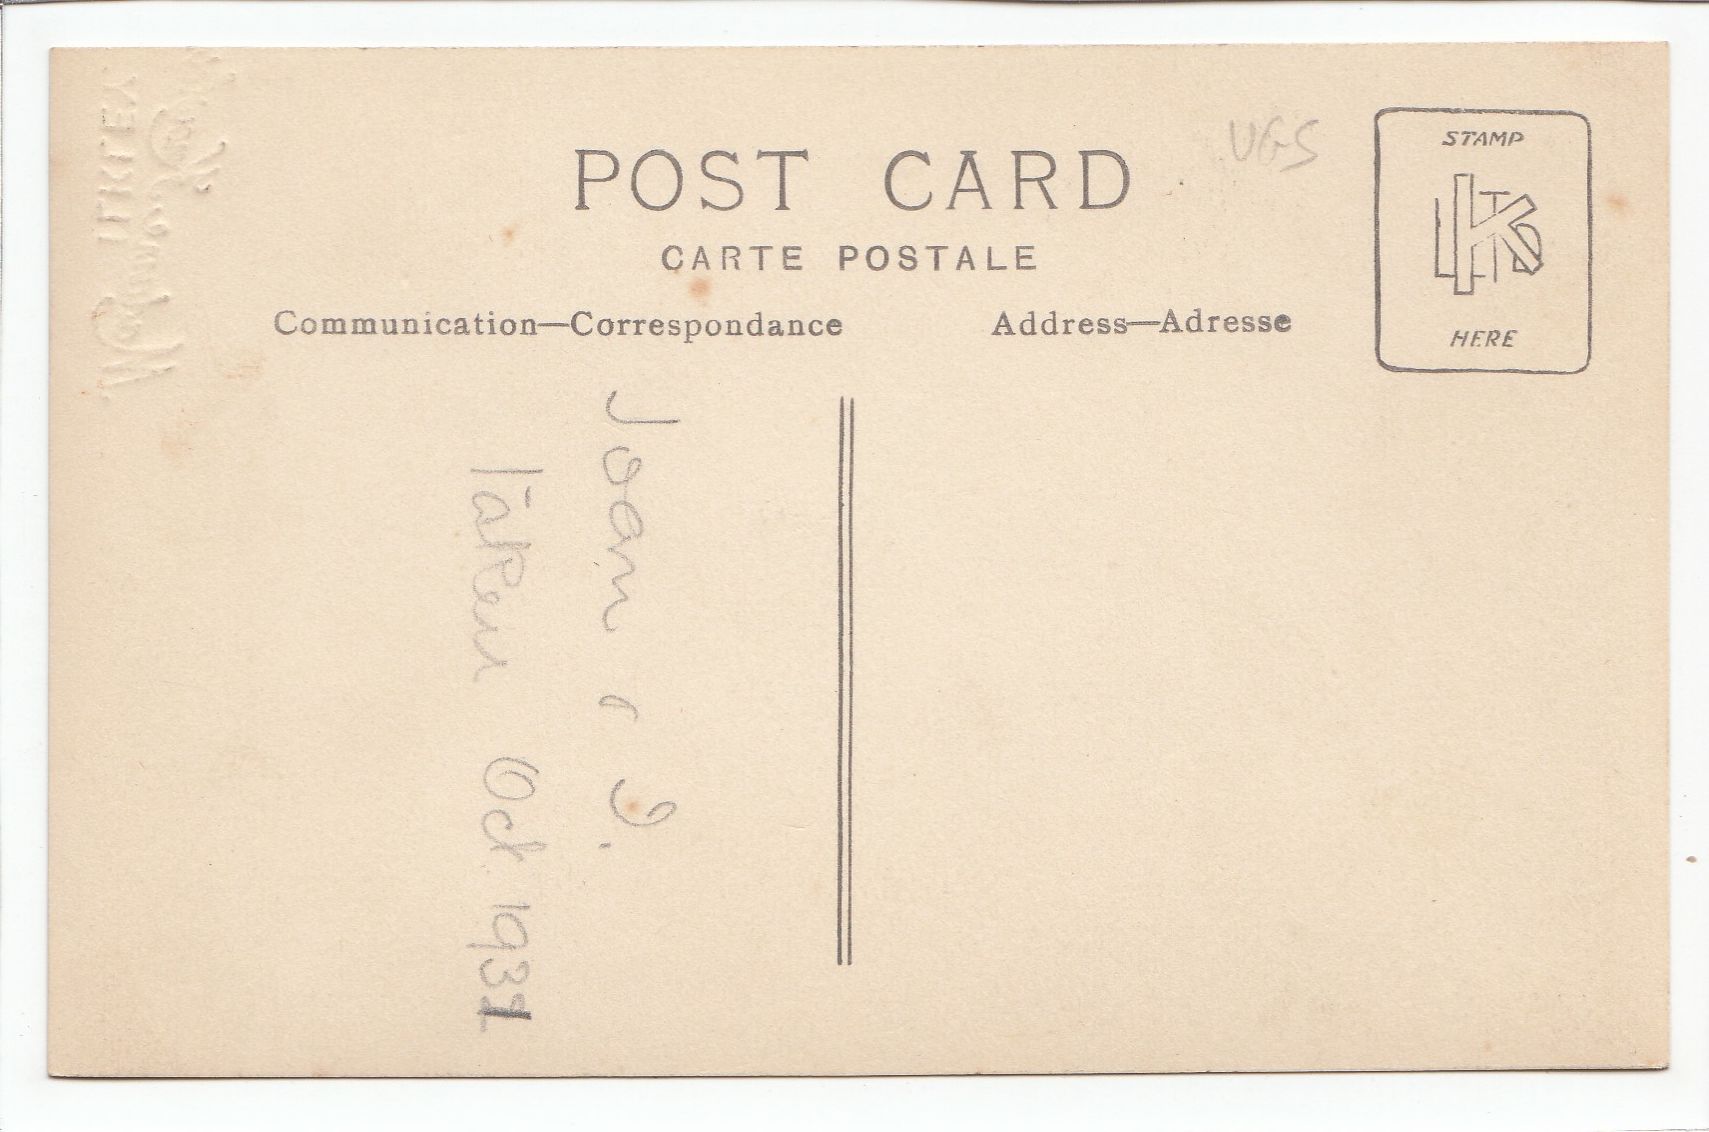 POST CARD
UGS
STAMP
HERE
CARTE POSTALE
Communication—Correspondance
Address—Adresse
Joan
Taken Oct 1931